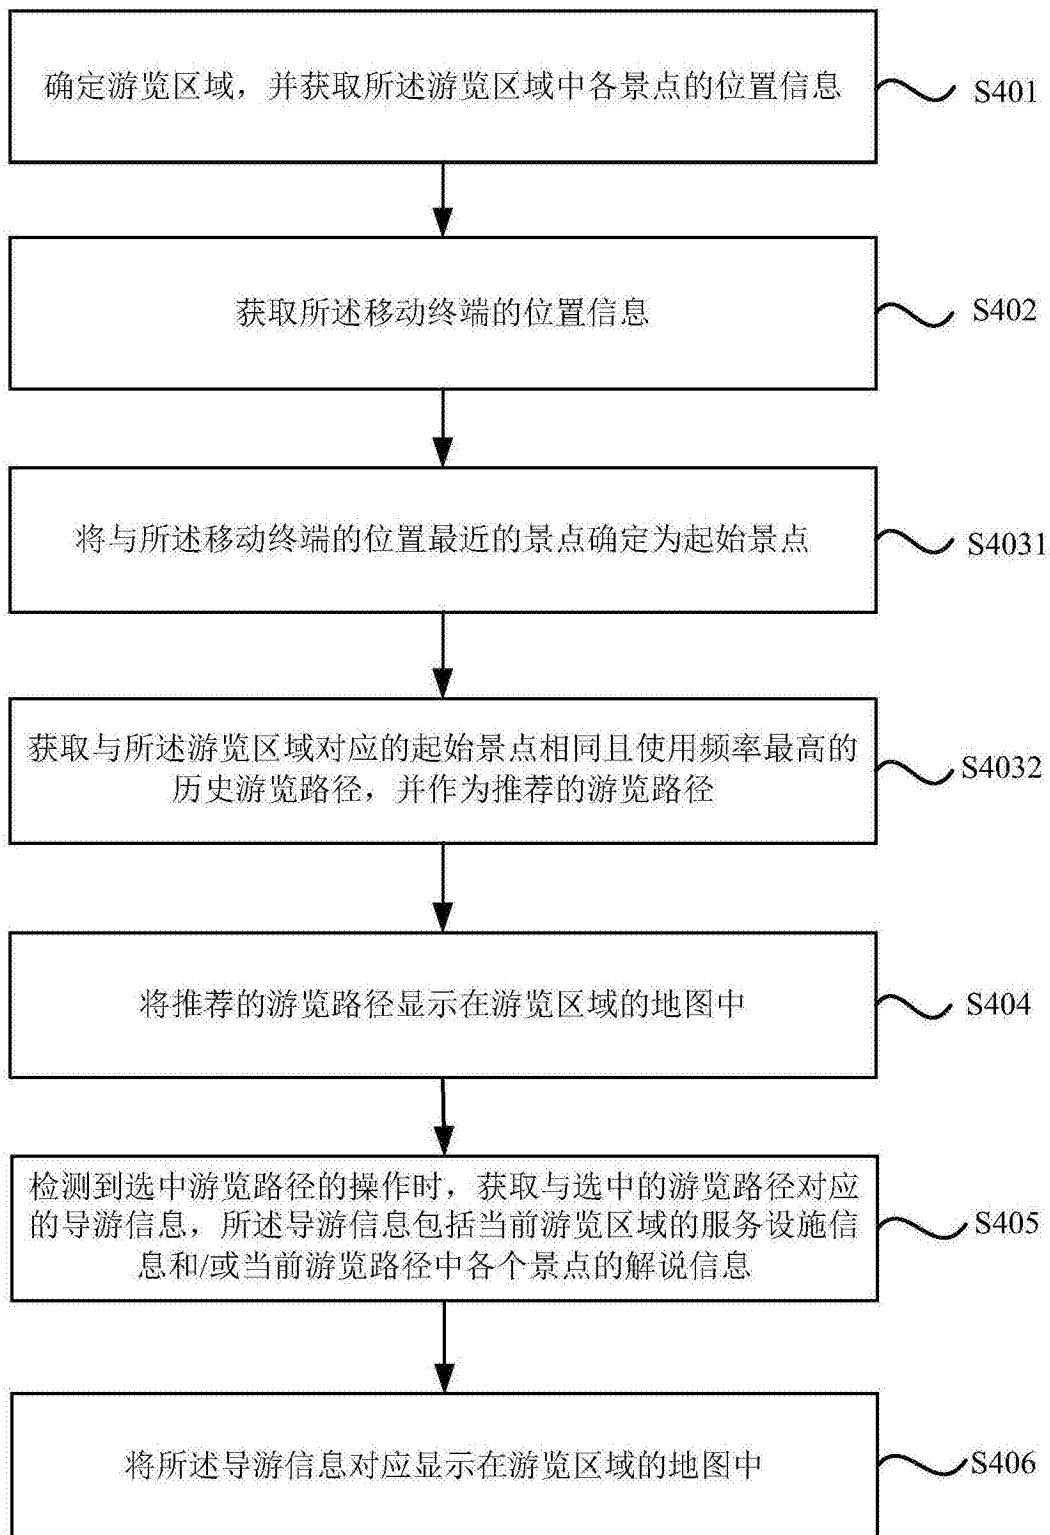 确定游览区域，并获取所述游览区域中各景点的位置信息
S401
获取所述移动终端的位置信息
S402
将与所述移动终端的位置最近的景点确定为起始景点
S4031
获取与所述游览区域对应的起始景点相同且使用频率最高的
历史游览路径，并作为推荐的游览路径
S4032
将推荐的游览路径显示在游览区域的地图中
S404
检测到选中游览路径的操作时，获取与选中的游览路径对应
的导游信息，所述导游信息包括当前游览区域的服务设施信
息和/或当前游览路径中各个景点的解说信息
S405
将所述导游信息对应显示在游览区域的地图中
S406